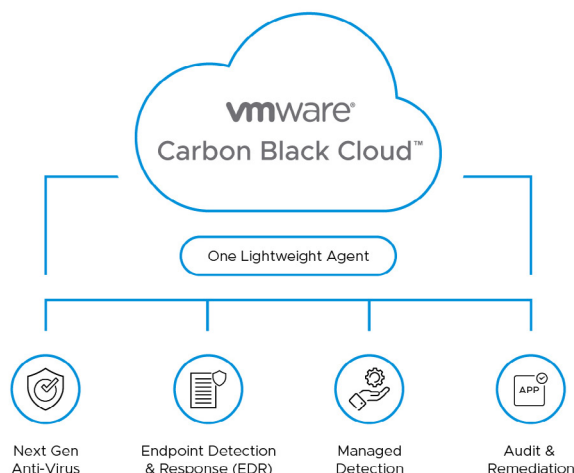 vmware®
Carbon Black Cloud™
One Lightweight Agent
APP
Next Gen
Anti-Virus
Endpoint Detection
& Response (EDR)
Managed
Detection
Audit &
Remediation